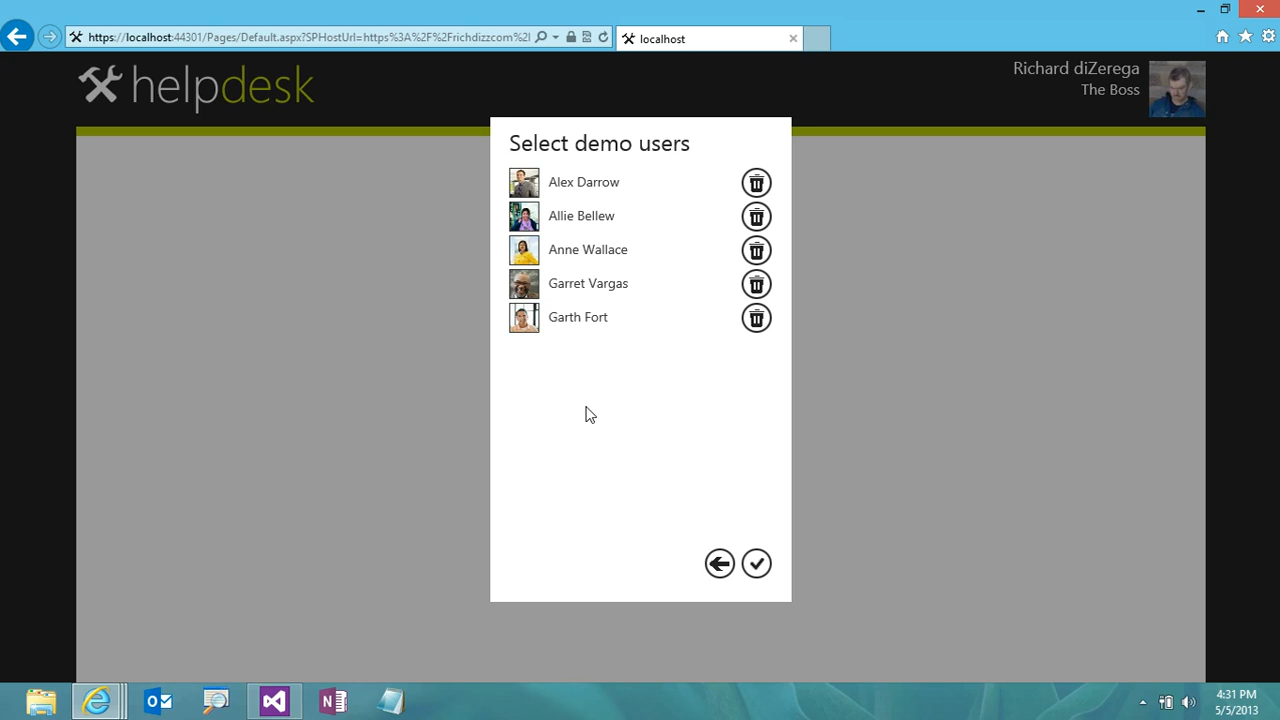 https://localhost:44301/Pages/Default.aspx?SPHostUrl=https%3A%2F%2Frichdizzcom%2l
localhost
helpdesk
Richard diZerega
The Boss
Select demo users
Alex Darrow
Allie Bellew
Anne Wallace
Garret Vargas
Garth Fort
4:31 PM
5/5/2013